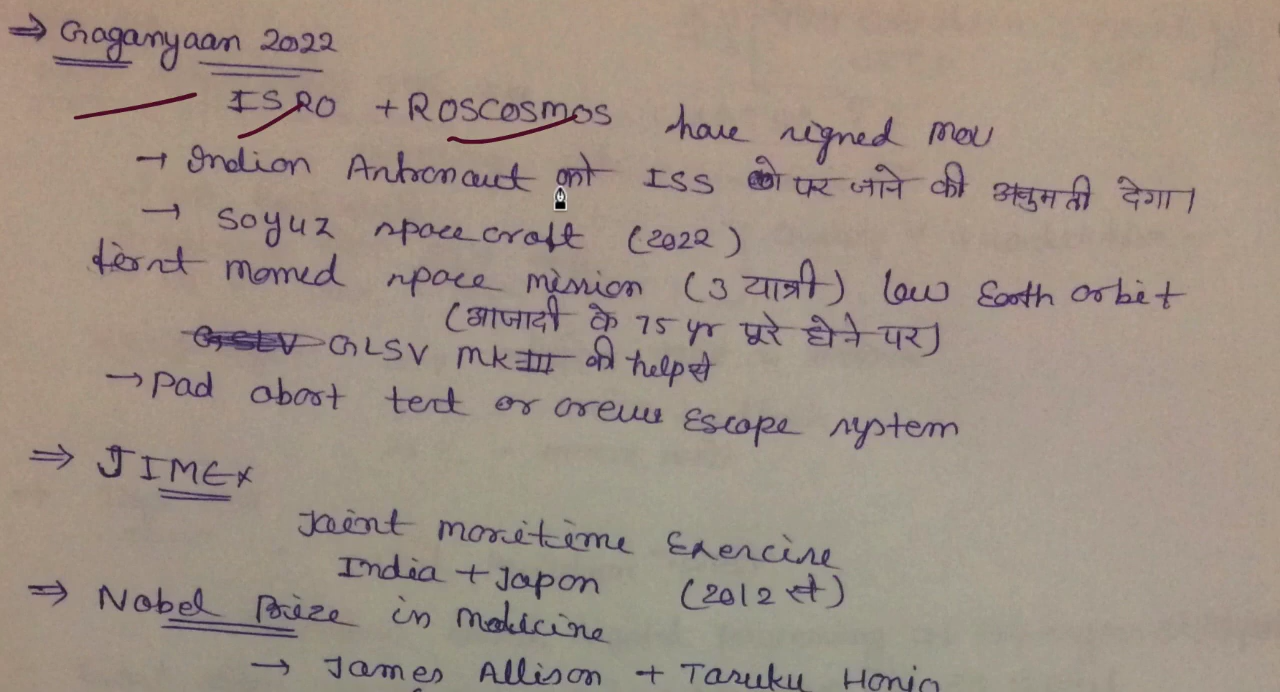 ⇒ Gaganyaan 2022
ISRO + ROSCOSMOS have signed Mou
→ Indian Astronaut को ISS पर जाने की अनुमती देगा।
→ Soyuz spacecraft (2022)
first manned space mission (3 यात्री) Low Earth orbit
(आजादी के 75 yr पूरे होने पर)
GLSV MK III की help से
→ Pad abort test or crew Escape system
⇒ JIMEX
Joint maritime Exercise
India + Japan (2012 से)
⇒ Nobel Prize in Medicine
→ James Allison + Tasuku Honjo